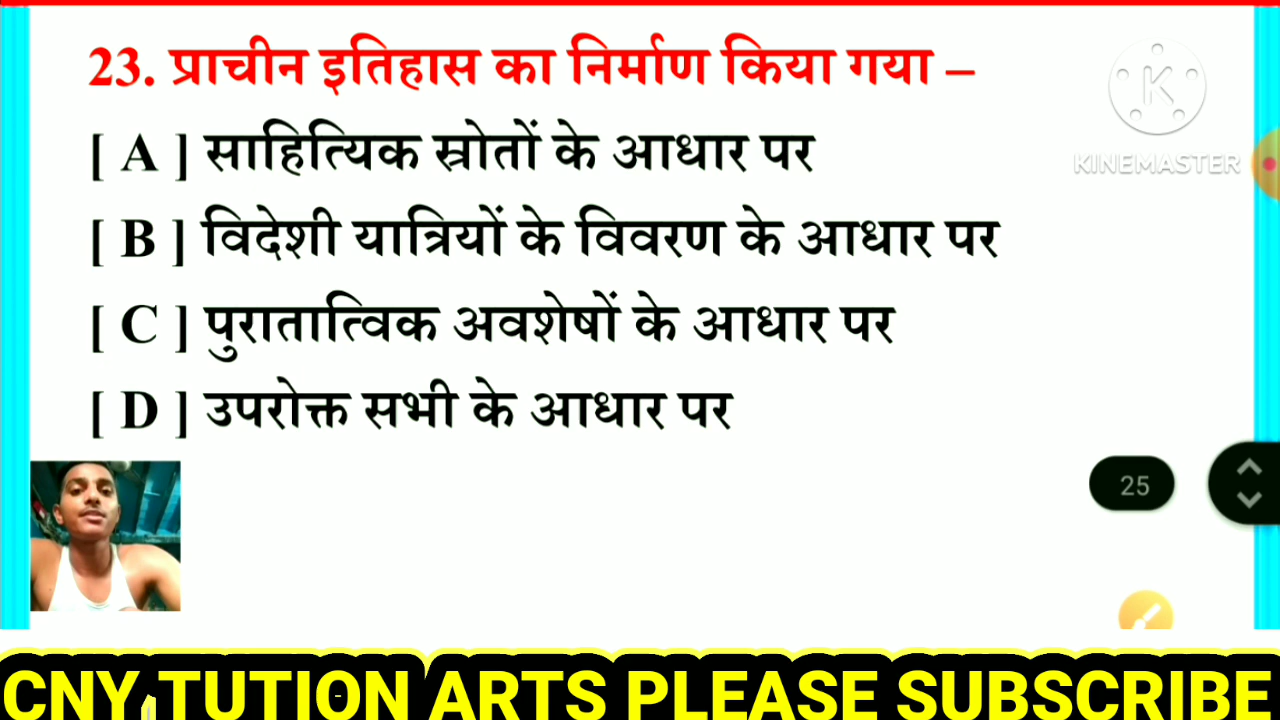 23. प्राचीन इतिहास का निर्माण किया गया –
[ A ] साहित्यिक स्रोतों के आधार पर
[ B ] विदेशी यात्रियों के विवरण के आधार पर
[ C ] पुरातात्विक अवशेषों के आधार पर
[ D ] उपरोक्त सभी के आधार पर
K
KINEMASTER
25
CNY TUTION ARTS PLEASE SUBSCRIBE